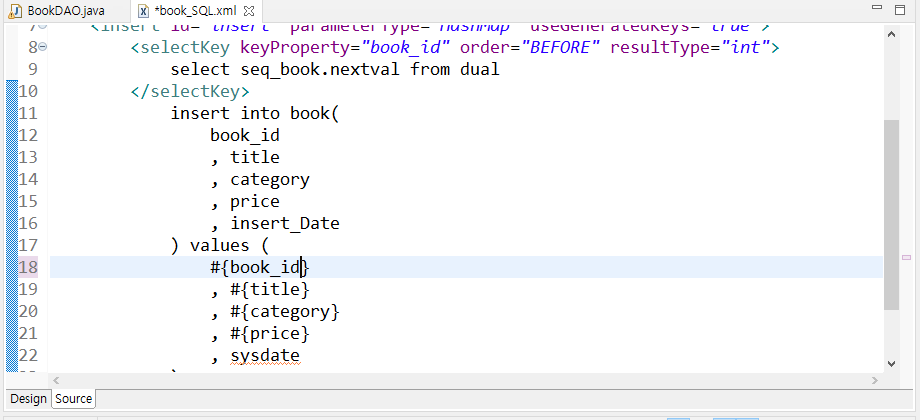 BookDAO.java *book_SQL.xml
<insert id="insert" parameterType="HashMap" useGeneratedKeys="true">
8 <selectKey keyProperty="book_id" order="BEFORE" resultType="int">
9 select seq_book.nextval from dual
10 </selectKey>
11 insert into book(
12 book_id
13 , title
14 , category
15 , price
16 , insert_Date
17 ) values (
18 #{book_id}
19 , #{title}
20 , #{category}
21 , #{price}
22 , sysdate
Design Source